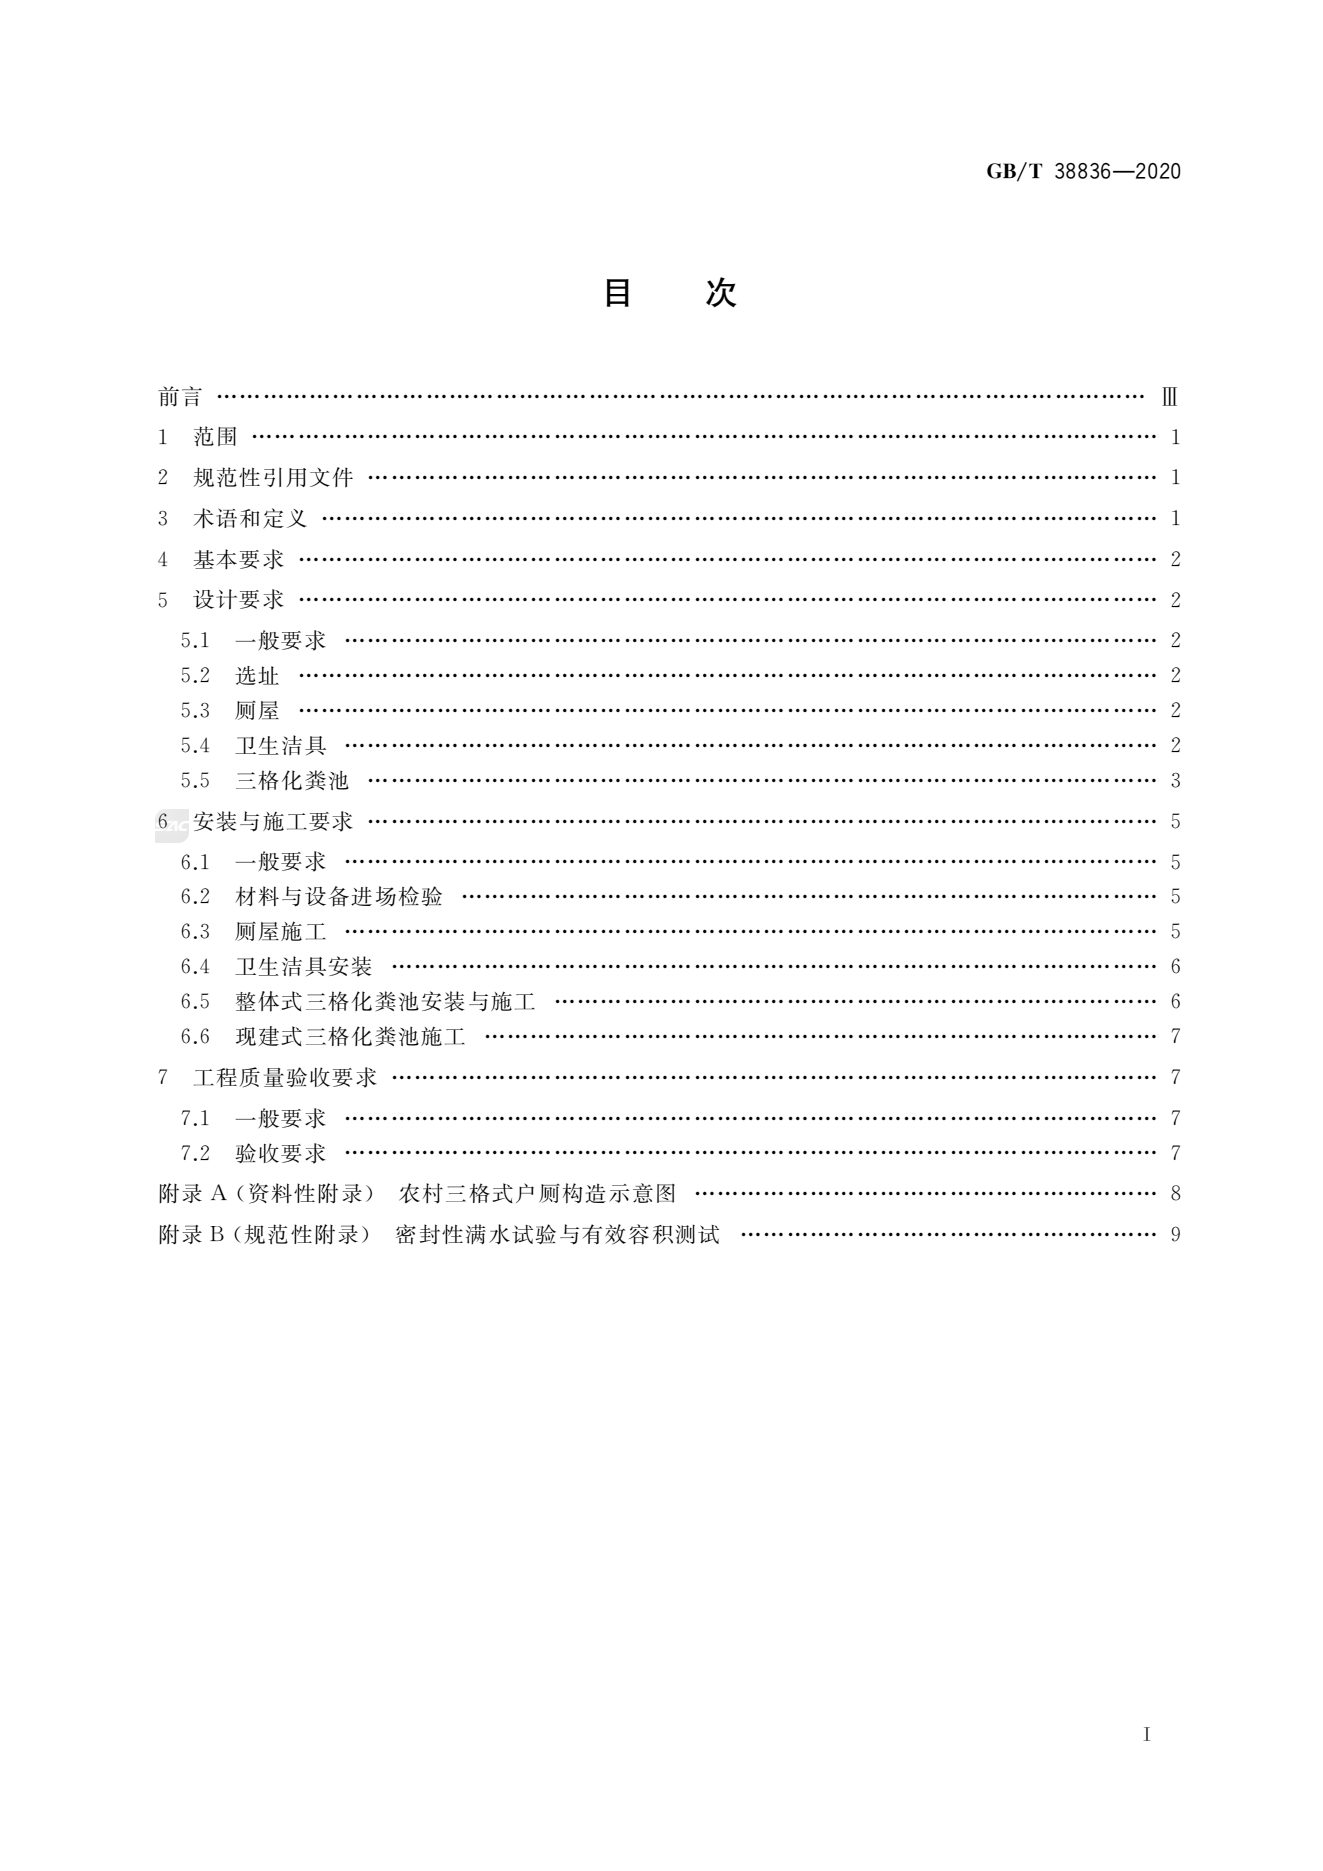 GB/T 38836—2020
目 次
前言 ………………………………………………………………………………………………………… Ⅲ
1 范围 ……………………………………………………………………………………………………… 1
2 规范性引用文件 ………………………………………………………………………………………… 1
3 术语和定义 ……………………………………………………………………………………………… 1
4 基本要求 ………………………………………………………………………………………………… 2
5 设计要求 ………………………………………………………………………………………………… 2
5.1 一般要求 ……………………………………………………………………………………………… 2
5.2 选址 …………………………………………………………………………………………………… 2
5.3 厕屋 …………………………………………………………………………………………………… 2
5.4 卫生洁具 ……………………………………………………………………………………………… 2
5.5 三格化粪池 …………………………………………………………………………………………… 3
6 安装与施工要求 ………………………………………………………………………………………… 5
6.1 一般要求 ……………………………………………………………………………………………… 5
6.2 材料与设备进场检验 ………………………………………………………………………………… 5
6.3 厕屋施工 ……………………………………………………………………………………………… 5
6.4 卫生洁具安装 ………………………………………………………………………………………… 6
6.5 整体式三格化粪池安装与施工 ……………………………………………………………………… 6
6.6 现建式三格化粪池施工 ……………………………………………………………………………… 7
7 工程质量验收要求 ……………………………………………………………………………………… 7
7.1 一般要求 ……………………………………………………………………………………………… 7
7.2 验收要求 ……………………………………………………………………………………………… 7
附录 A（资料性附录） 农村三格式户厕构造示意图 …………………………………………………… 8
附录 B（规范性附录） 密封性满水试验与有效容积测试 ……………………………………………… 9
Ⅰ